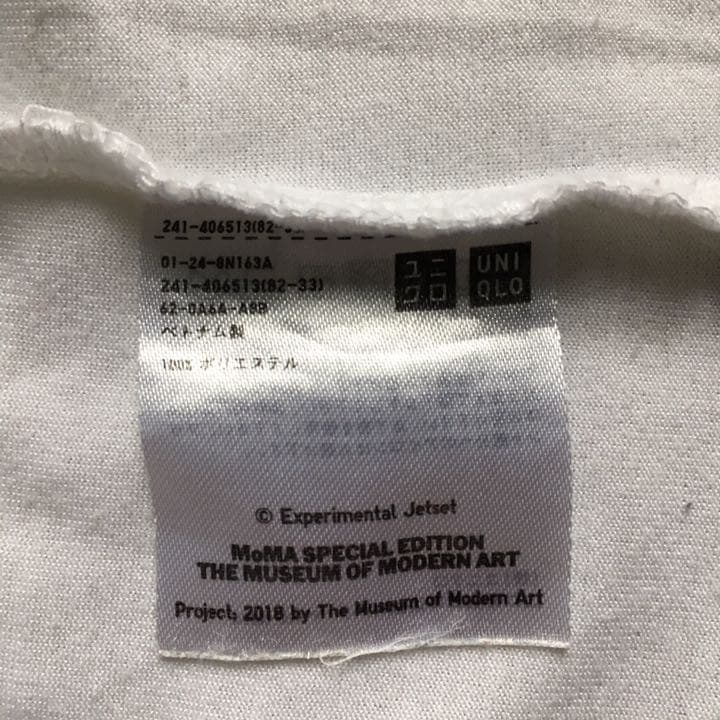 241-406513(82-
01-24-8N163A
241-406513(82-33)
62-0A6A-A8B
ベトナム製
100% ポリエステル
ユニ
クロ
UNI
QLO
© Experimental Jetset
MoMA SPECIAL EDITION
THE MUSEUM OF MODERN ART
Project: 2018 by The Museum of Modern Art